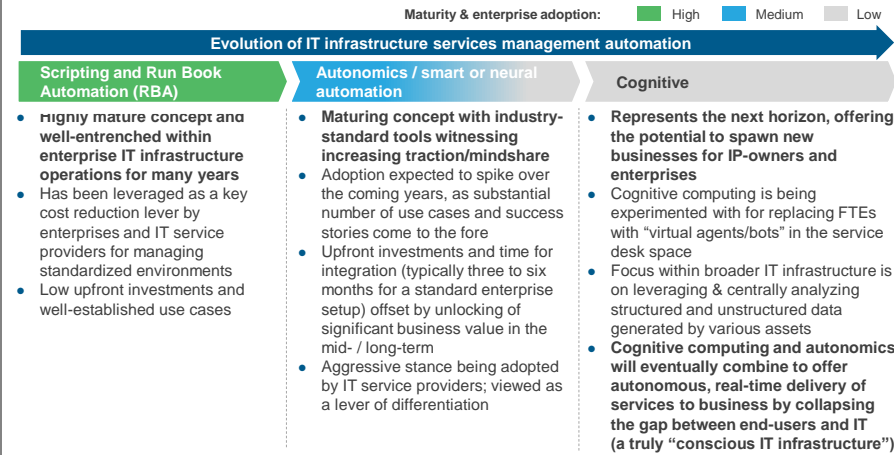 Maturity & enterprise adoption: High Medium Low
Evolution of IT infrastructure services management automation
Scripting and Run Book
Automation (RBA)
Autonomics / smart or neural
automation
Cognitive
● Highly mature concept and
well-entrenched within
enterprise IT infrastructure
operations for many years
● Has been leveraged as a key
cost reduction lever by
enterprises and IT service
providers for managing
standardized environments
● Low upfront investments and
well-established use cases
● Maturing concept with industry-
standard tools witnessing
increasing traction/mindshare
● Adoption expected to spike over
the coming years, as substantial
number of use cases and success
stories come to the fore
● Upfront investments and time for
integration (typically three to six
months for a standard enterprise
setup) offset by unlocking of
significant business value in the
mid- / long-term
● Aggressive stance being adopted
by IT service providers; viewed as
a lever of differentiation
● Represents the next horizon, offering
the potential to spawn new
businesses for IP-owners and
enterprises
● Cognitive computing is being
experimented with for replacing FTEs
with “virtual agents/bots” in the service
desk space
● Focus within broader IT infrastructure is
on leveraging & centrally analyzing
structured and unstructured data
generated by various assets
● Cognitive computing and autonomics
will eventually combine to offer
autonomous, real-time delivery of
services to business by collapsing
the gap between end-users and IT
(a truly “conscious IT infrastructure”)